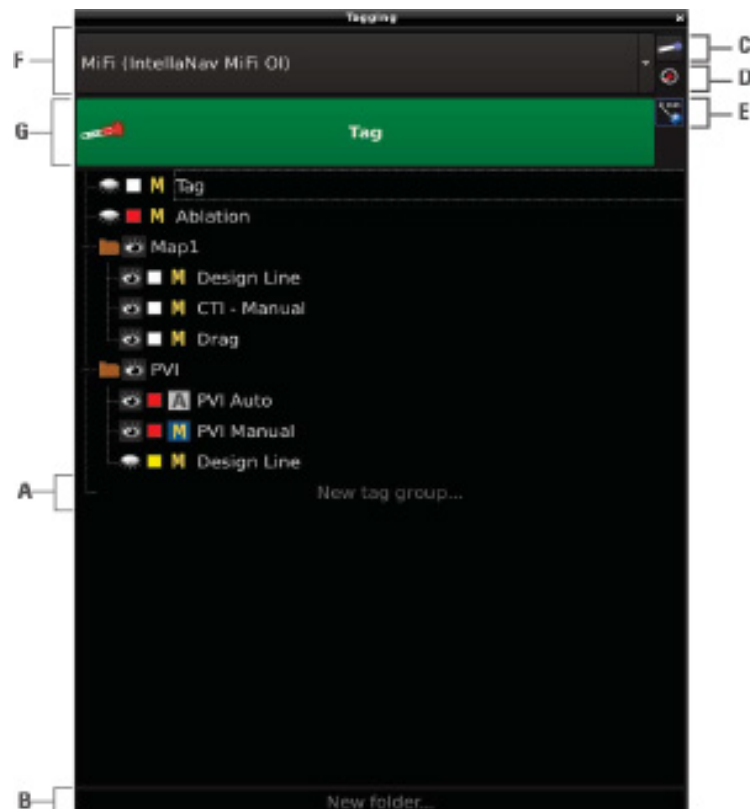 Tagging
F
MiFi (IntellaNav MiFi OI)
C
D
G
Tag
E
M Tag
M Ablation
Map1
M Design Line
M CTI - Manual
M Drag
PVI
A PVI Auto
M PVI Manual
M Design Line
A
New tag group...
B
New folder...